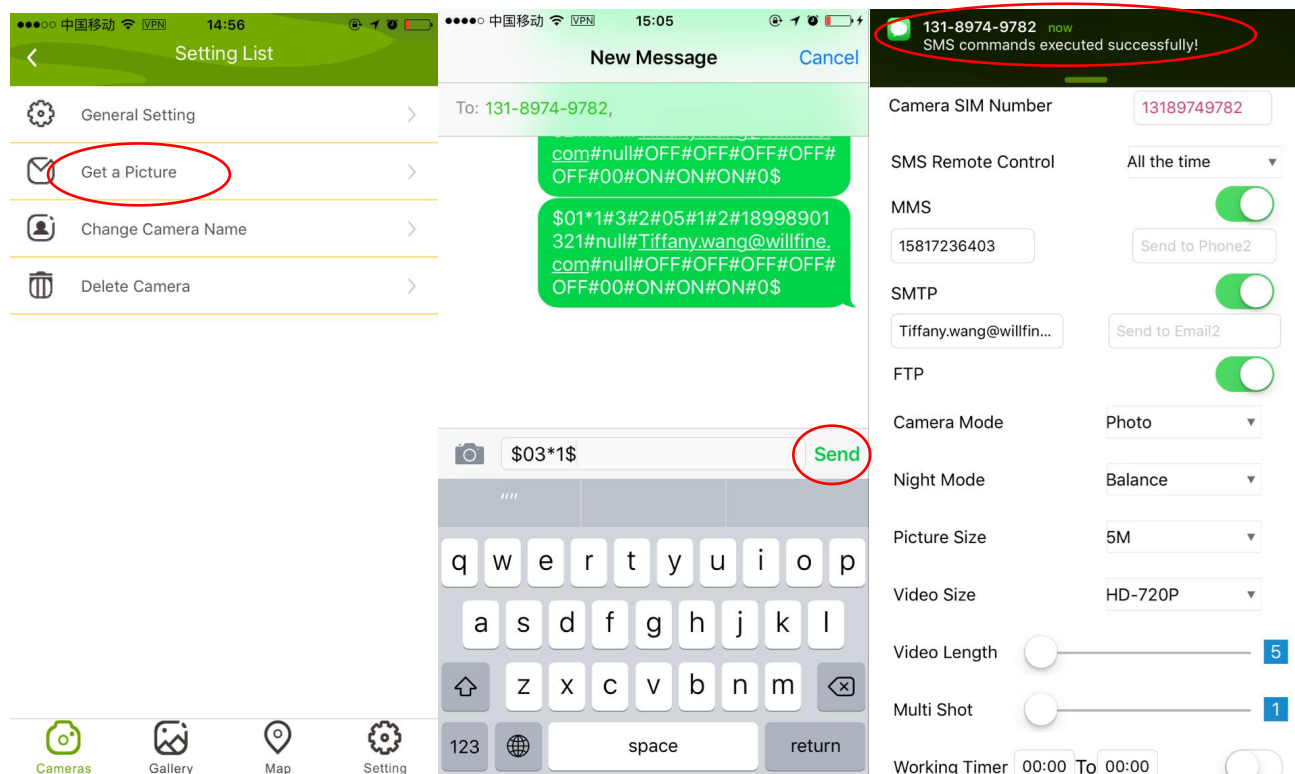 中国移动 VPN 14:56
Setting List
General Setting
Get a Picture
Change Camera Name
Delete Camera
Cameras Gallery Map Setting
中国移动 VPN 15:05
New Message Cancel
To: 131-8974-9782,
com#null#OFF#OFF#OFF#OFF#
OFF#00#ON#ON#ON#0$
$01*1#3#2#05#1#2#18998901
321#null#Tiffany.wang@willfine.
com#null#OFF#OFF#OFF#OFF#
OFF#00#ON#ON#ON#0$
$03*1$ Send
""
q w e r t y u i o p
a s d f g h j k l
z x c v b n m
123 space return
131-8974-9782 now
SMS commands executed successfully!
Camera SIM Number 13189749782
SMS Remote Control All the time
MMS
15817236403 Send to Phone2
SMTP
Tiffany.wang@willfin... Send to Email2
FTP
Camera Mode Photo
Night Mode Balance
Picture Size 5M
Video Size HD-720P
Video Length 5
Multi Shot 1
Working Timer 00:00 To 00:00